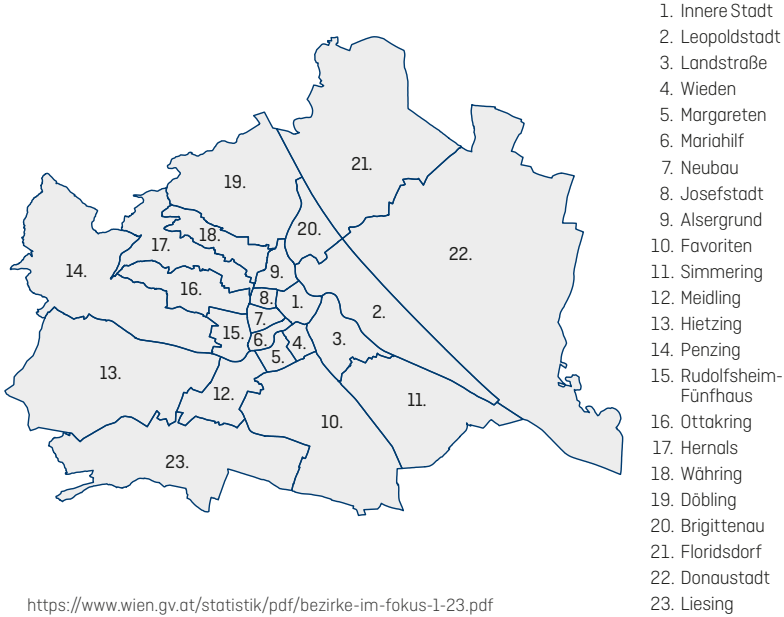 1. Innere Stadt
2. Leopoldstadt
3. Landstraße
4. Wieden
5. Margareten
6. Mariahilf
7. Neubau
8. Josefstadt
9. Alsergrund
10. Favoriten
11. Simmering
12. Meidling
13. Hietzing
14. Penzing
15. Rudolfsheim-
Fünfhaus
16. Ottakring
17. Hernals
18. Währing
19. Döbling
20. Brigittenau
21. Floridsdorf
22. Donaustadt
23. Liesing
21.
19.
20.
18.
17.
22.
14.
9.
16.
8.
1.
2.
7.
15.
6.
4.
3.
5.
13.
12.
11.
10.
23.
https://www.wien.gv.at/statistik/pdf/bezirke-im-fokus-1-23.pdf